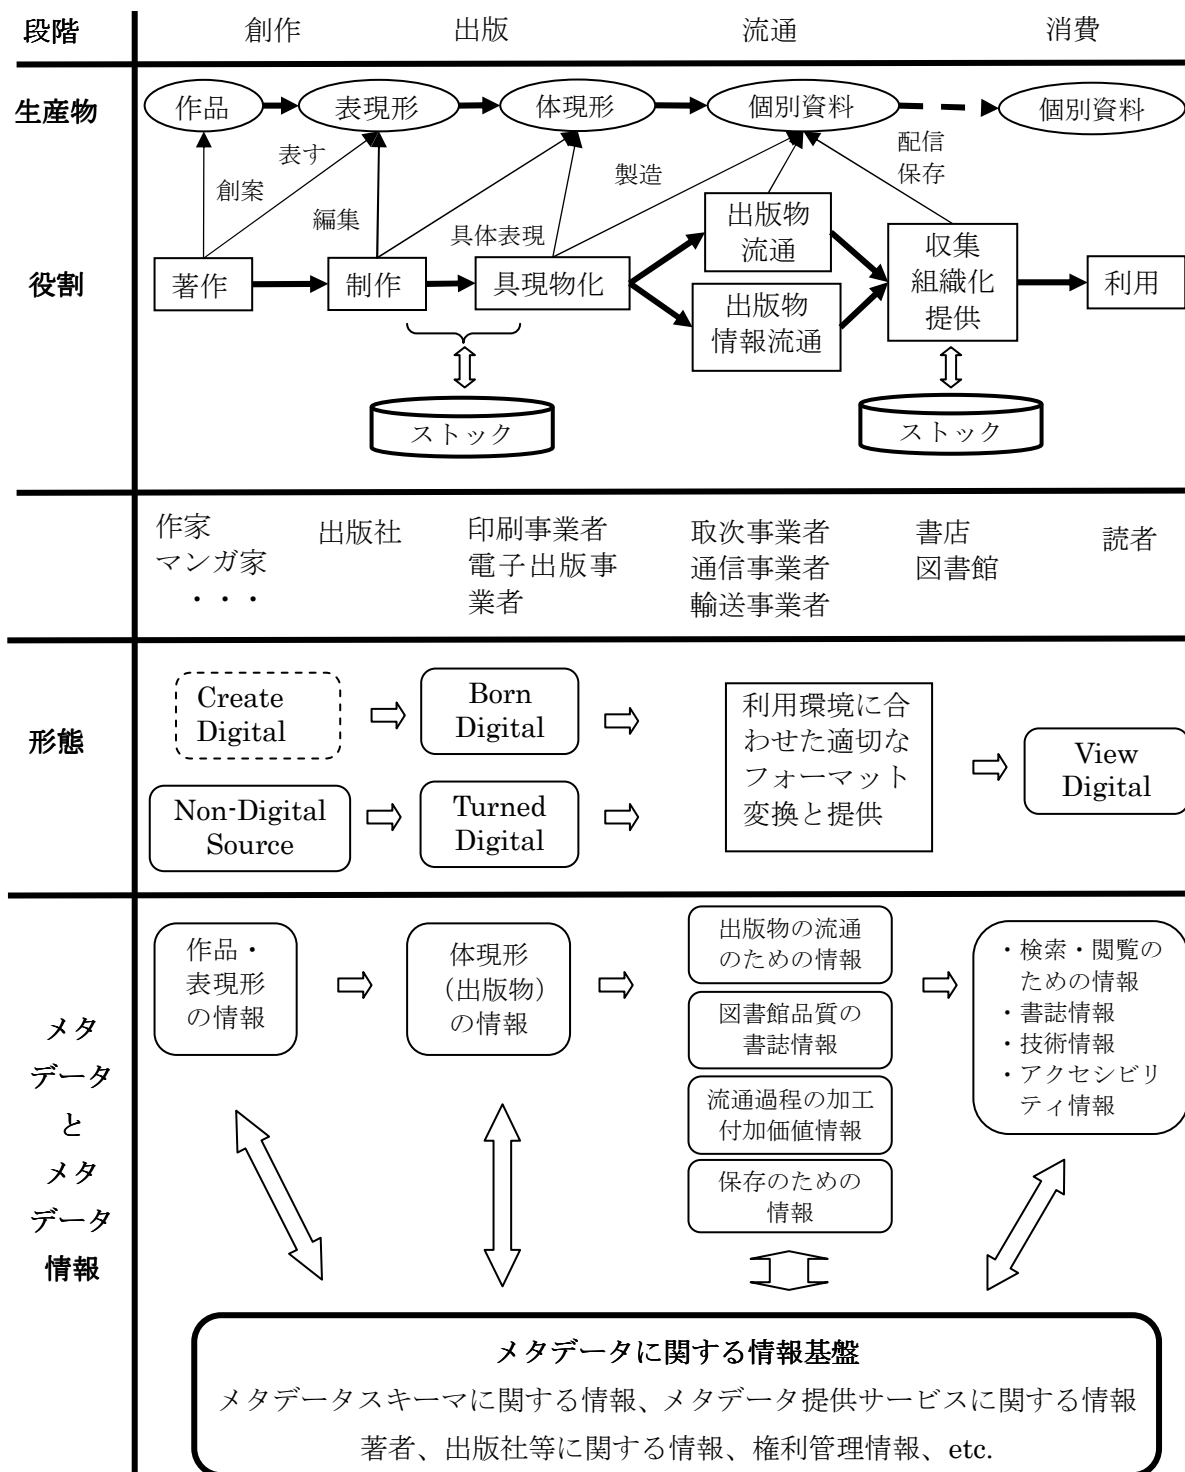 段階
創作
出版
流通
消費
生産物
作品
表現形
体現形
個別資料
個別資料
創案
表す
編集
具体表現
製造
配信
保存
役割
著作
制作
具現物化
出版物
流通
出版物
情報流通
収集
組織化
提供
利用
ストック
ストック
作家
マンガ家
・・・
出版社
印刷事業者
電子出版事
業者
取次事業者
通信事業者
輸送事業者
書店
図書館
読者
形態
Create
Digital
Born
Digital
Non-Digital
Source
Turned
Digital
利用環境に合
わせた適切な
フォーマット
変換と提供
View
Digital
メタ
データ
と
メタ
データ
情報
作品・
表現形
の情報
体現形
(出版物)
の情報
出版物の流通
のための情報
図書館品質の
書誌情報
流通過程の加工
付加価値情報
保存のための
情報
・検索・閲覧の
ための情報
・書誌情報
・技術情報
・アクセシビリ
ティ情報
メタデータに関する情報基盤
メタデータスキーマに関する情報、メタデータ提供サービスに関する情報
著者、出版社等に関する情報、権利管理情報、etc.